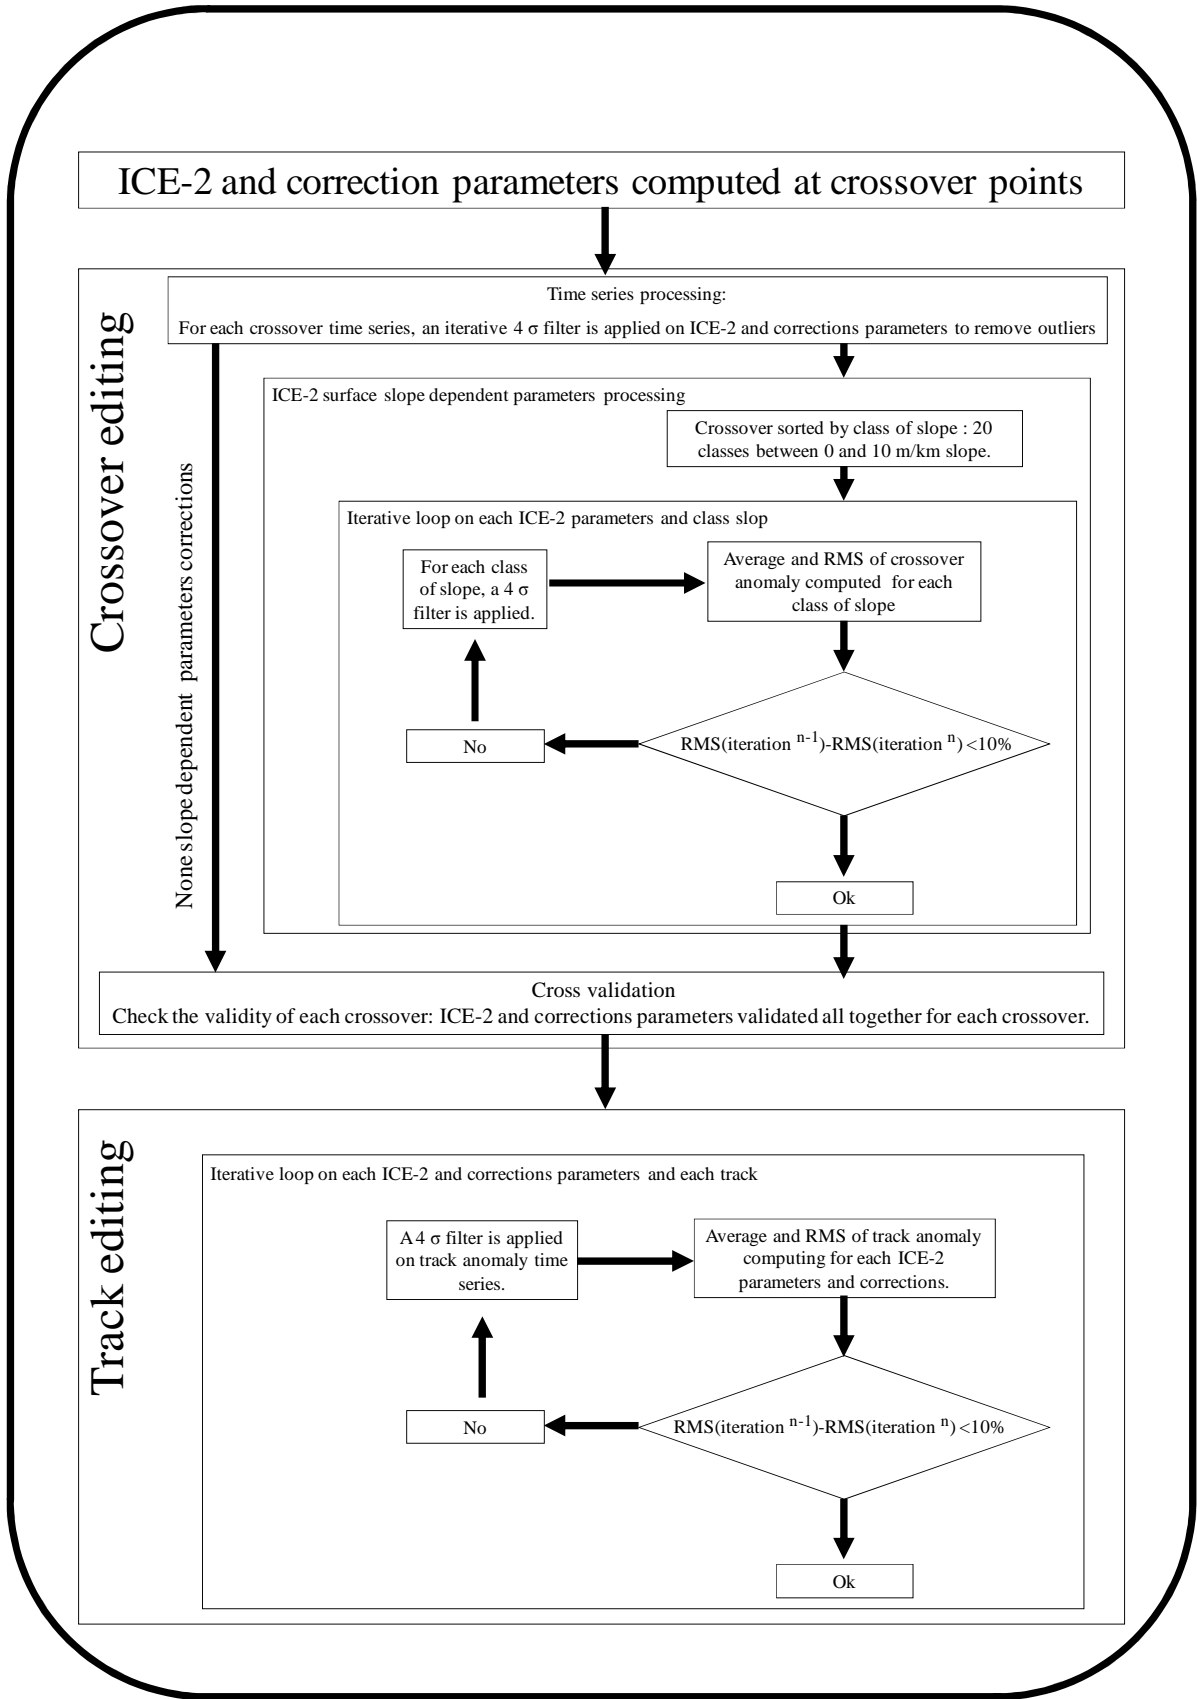 ICE-2 and correction parameters computed at crossover points
Crossover editing
Time series processing:
For each crossover time series, an iterative 4 σ filter is applied on ICE-2 and corrections parameters to remove outliers
None slope dependent parameters corrections
ICE-2 surface slope dependent parameters processing
Crossover sorted by class of slope : 20
classes between 0 and 10 m/km slope.
Iterative loop on each ICE-2 parameters and class slop
For each class
of slope, a 4 σ
filter is applied.
Average and RMS of crossover
anomaly computed for each
class of slope
No
RMS(iteration n-1)-RMS(iteration n) <10%
Ok
Cross validation
Check the validity of each crossover: ICE-2 and corrections parameters validated all together for each crossover.
Track editing
Iterative loop on each ICE-2 and corrections parameters and each track
A 4 σ filter is applied
on track anomaly time
series.
Average and RMS of track anomaly
computing for each ICE-2
parameters and corrections.
No
RMS(iteration n-1)-RMS(iteration n) <10%
Ok